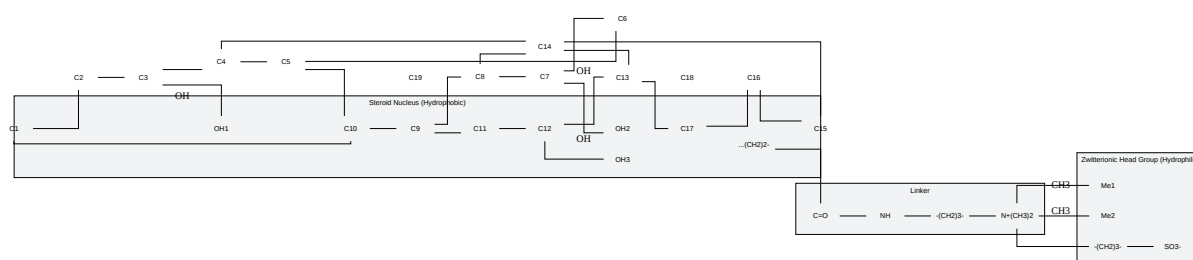 C6
C14
C4 C5
OH
C2 C3 C19 C8 C7 C13 C18 C16
OH
Steroid Nucleus (Hydrophobic)
C1 OH1 C10 C9 C11 C12 OH2 C17 C15
OH
...(CH2)2-
OH3
Zwitterionic Head Group (Hydrophili
Linker
CH3 Me1
C=O NH -(CH2)3- N+(CH3)2 CH3 Me2
-(CH2)3- SO3-